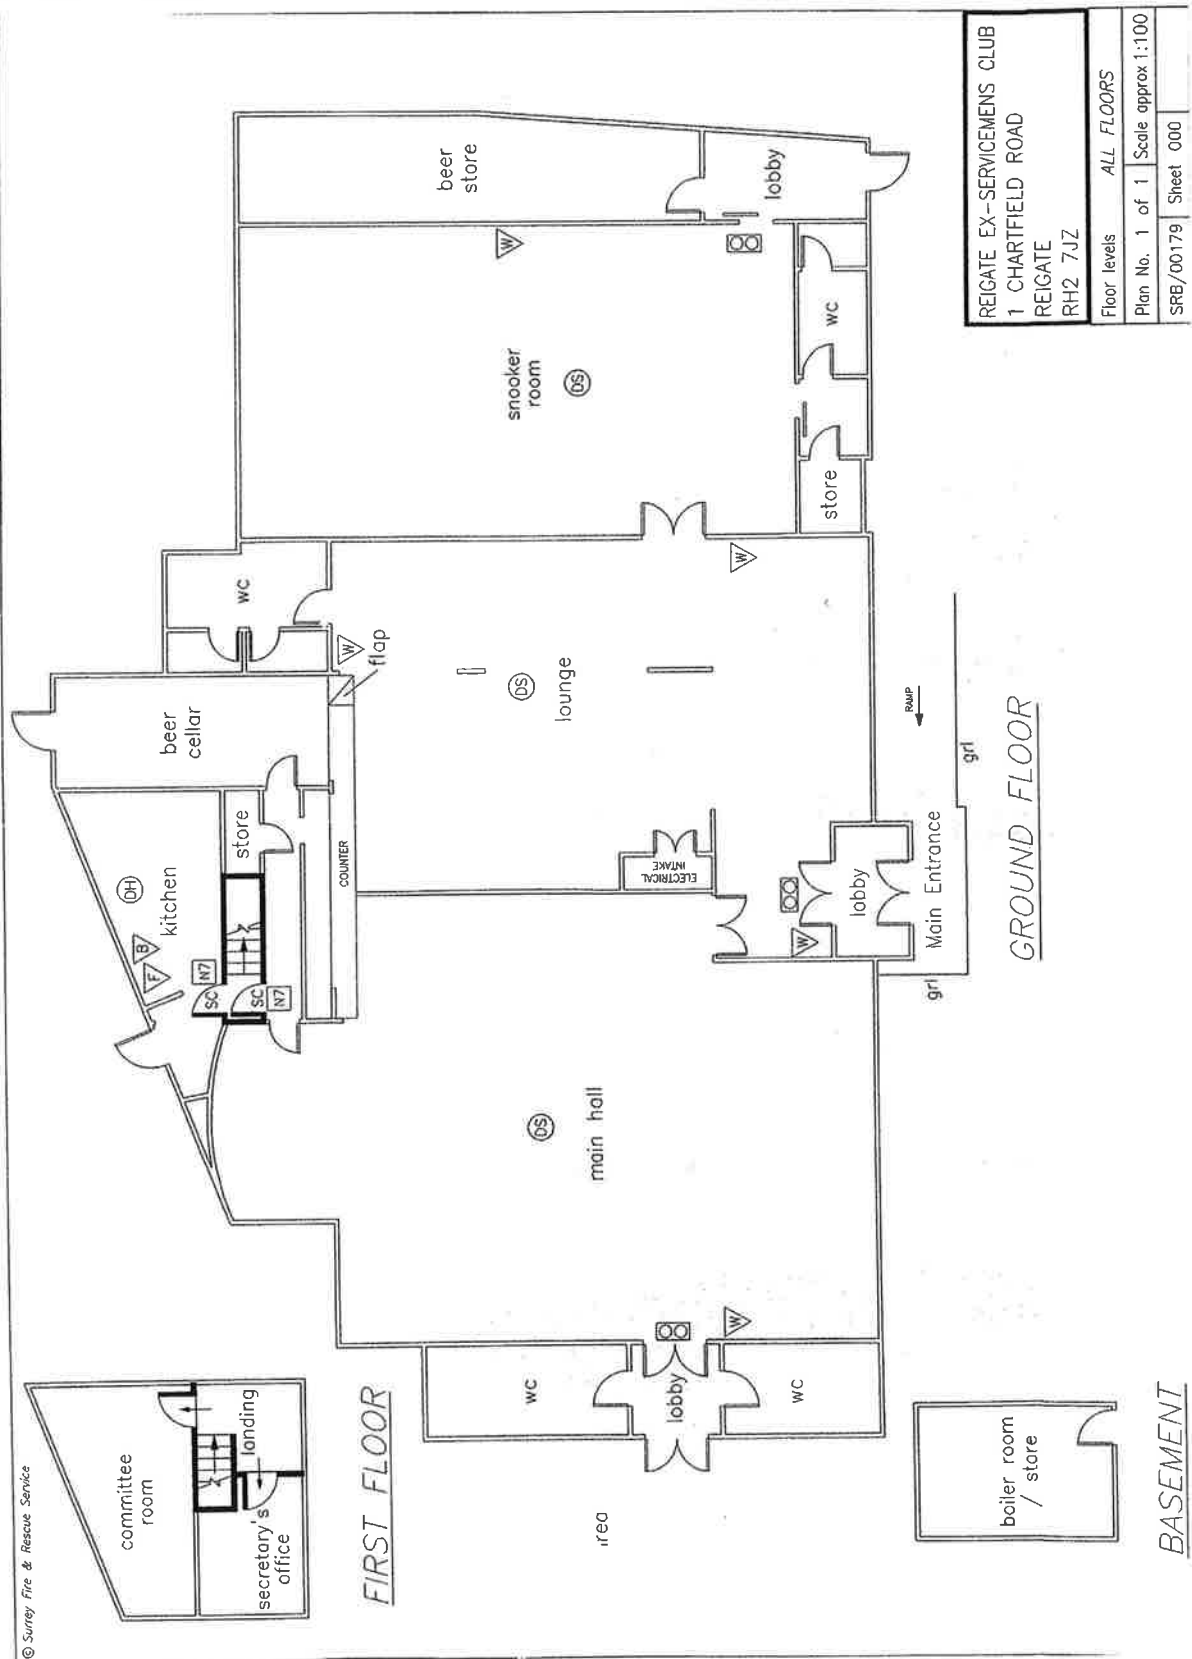 © Surrey Fire & Rescue Service
committee
room
landing
secretary's
office
FIRST FLOOR
kitchen
DH
B
F
N7
SC
SC
N7
store
beer
cellar
COUNTER
flap
wc
W
beer
store
lobby
W
snooker
room
DS
wc
store
W
lounge
DS
ELECTRICAL
INTAKE
W
lobby
Main Entrance
RAMP
grl
grl
main hall
DS
W
wc
lobby
wc
GROUND FLOOR
boiler room
/ store
BASEMENT
REIGATE EX-SERVICEMENS CLUB
1 CHARTFIELD ROAD
REIGATE
RH2 7JZ
Floor levels ALL FLOORS
Plan No. 1 of 1 Scale approx 1:100
SRB/00179 Sheet 000